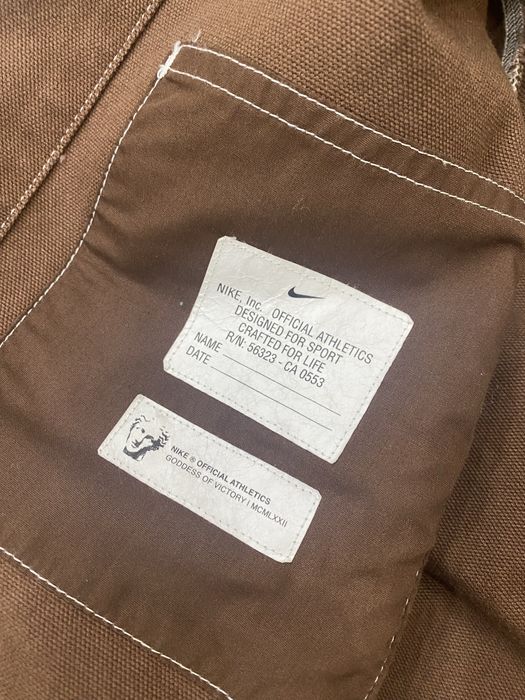 NIKE, Inc. OFFICIAL ATHLETICS
DESIGNED FOR SPORT
CRAFTED FOR LIFE
R/N: 56323 - CA 0553
NAME
DATE
NIKE ® OFFICIAL ATHLETICS
GODDESS OF VICTORY | MCMLXXII